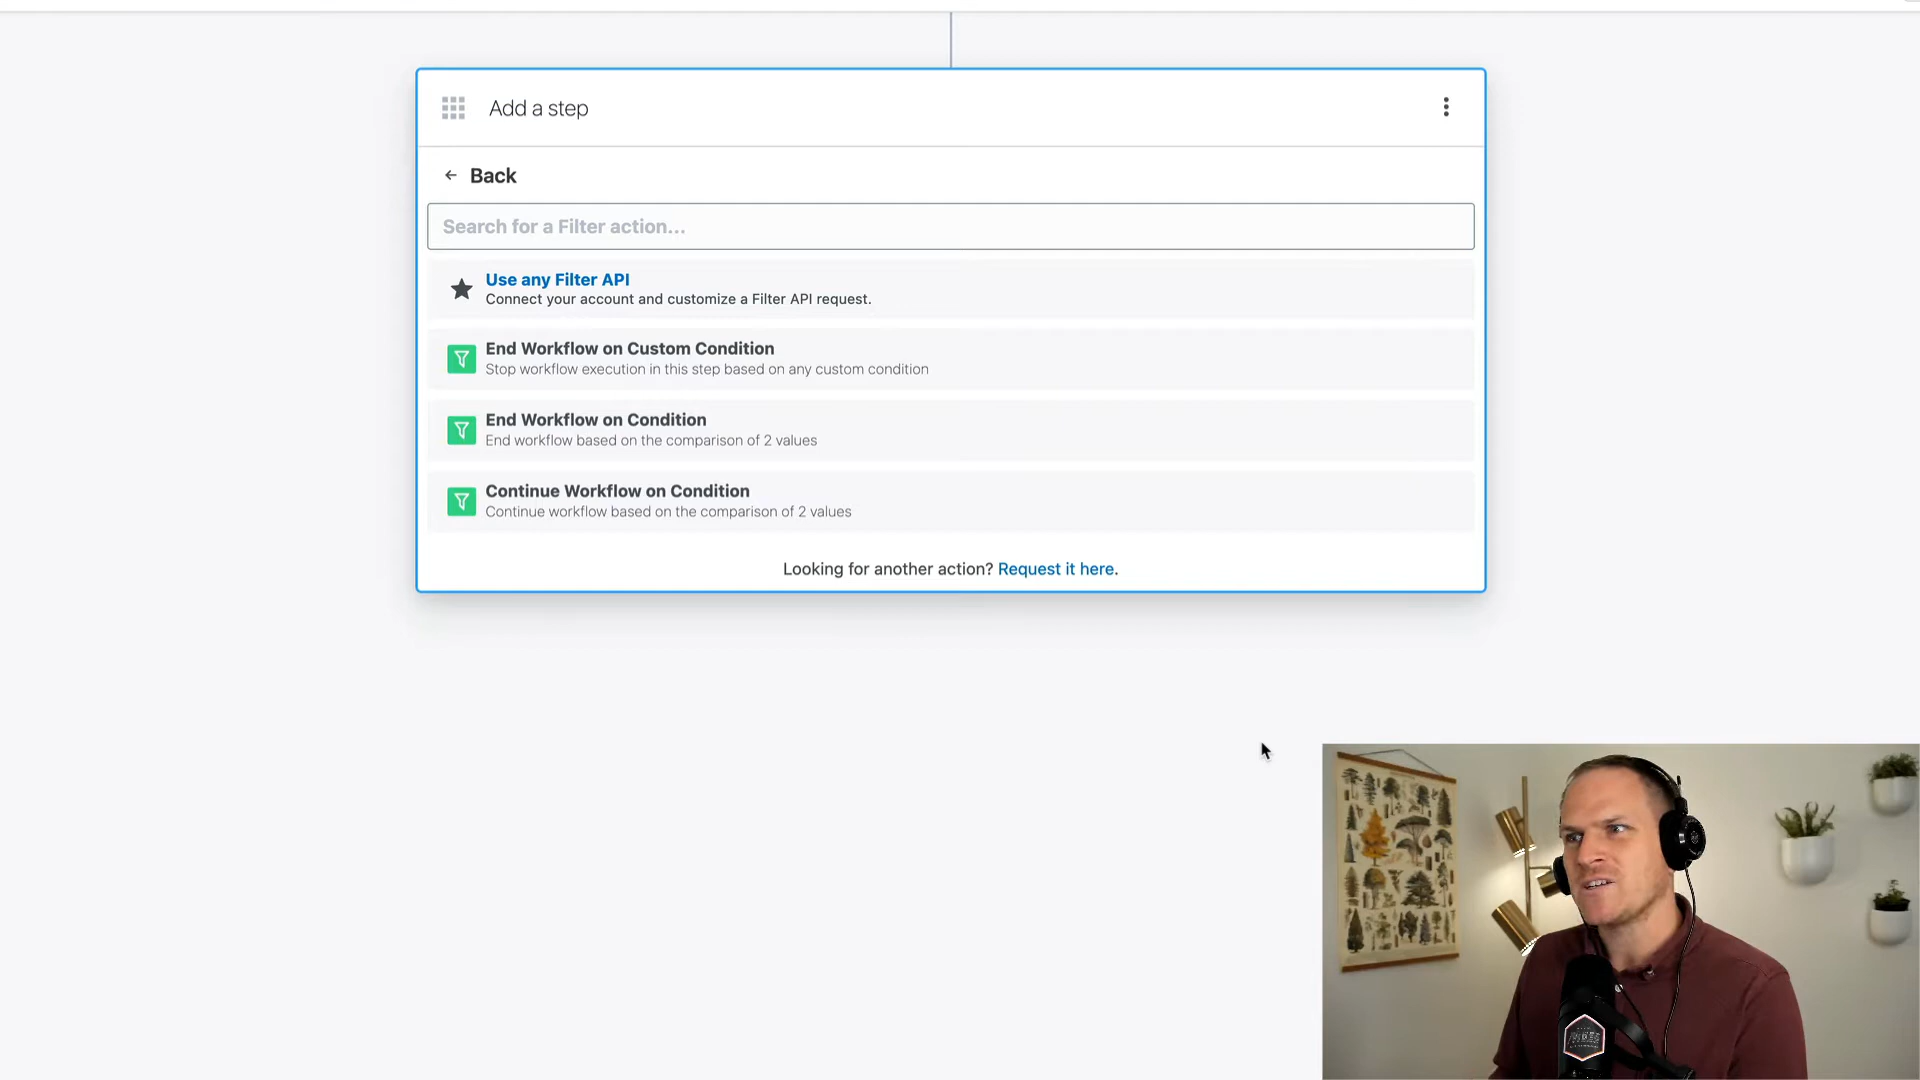 Add a step
Back
Search for a Filter action...
Use any Filter API
Connect your account and customize a Filter API request.
End Workflow on Custom Condition
Stop workflow execution in this step based on any custom condition
End Workflow on Condition
End workflow based on the comparison of 2 values
Continue Workflow on Condition
Continue workflow based on the comparison of 2 values
Looking for another action? Request it here.